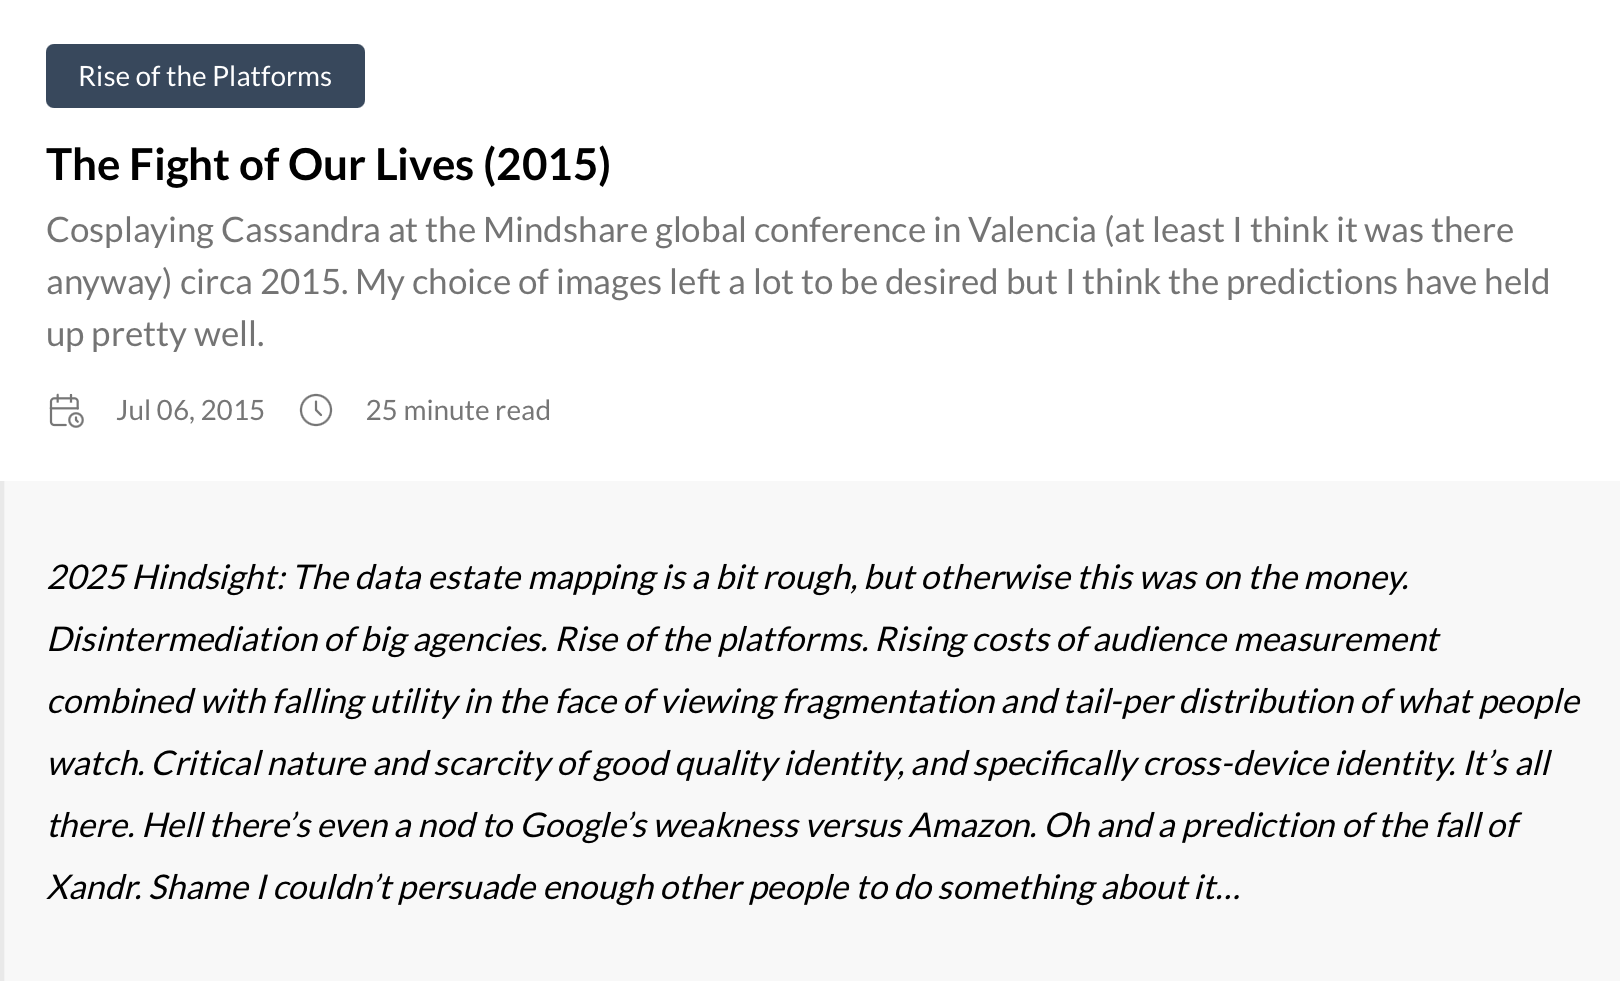 Rise of the Platforms
The Fight of Our Lives (2015)
Cosplaying Cassandra at the Mindshare global conference in Valencia (at least I think it was there
anyway) circa 2015. My choice of images left a lot to be desired but I think the predictions have held
up pretty well.
Jul 06, 2015 25 minute read
2025 Hindsight: The data estate mapping is a bit rough, but otherwise this was on the money.
Disintermediation of big agencies. Rise of the platforms. Rising costs of audience measurement
combined with falling utility in the face of viewing fragmentation and tail-per distribution of what people
watch. Critical nature and scarcity of good quality identity, and specifically cross-device identity. It’s all
there. Hell there’s even a nod to Google’s weakness versus Amazon. Oh and a prediction of the fall of
Xandr. Shame I couldn’t persuade enough other people to do something about it…